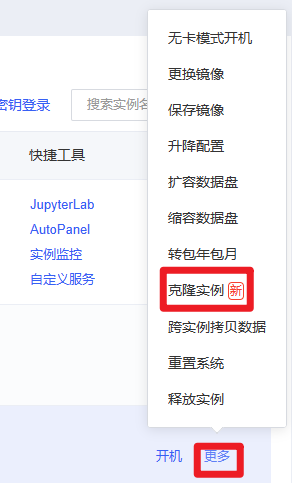 密钥登录
搜索实例名
快捷工具
JupyterLab
AutoPanel
实例监控
自定义服务
无卡模式开机
更换镜像
保存镜像
升降配置
扩容数据盘
缩容数据盘
转包年包月
克隆实例 新
跨实例拷贝数据
重置系统
释放实例
开机 更多